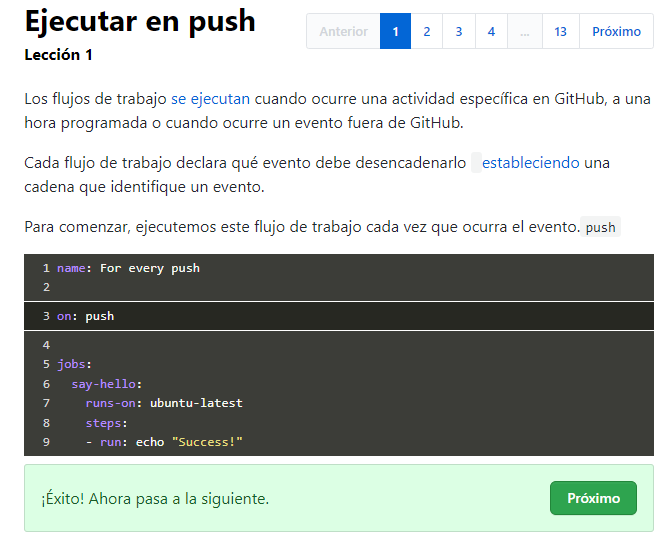 Ejecutar en push
Anterior 1 2 3 4 ... 13 Próximo
Lección 1
Los flujos de trabajo se ejecutan cuando ocurre una actividad específica en GitHub, a una
hora programada o cuando ocurre un evento fuera de GitHub.
Cada flujo de trabajo declara qué evento debe desencadenarlo estableciendo una
cadena que identifique un evento.
Para comenzar, ejecutemos este flujo de trabajo cada vez que ocurra el evento. push
1 name: For every push
2
3 on: push
4
5 jobs:
6   say-hello:
7     runs-on: ubuntu-latest
8     steps:
9     - run: echo "Success!"
¡Éxito! Ahora pasa a la siguiente.
Próximo